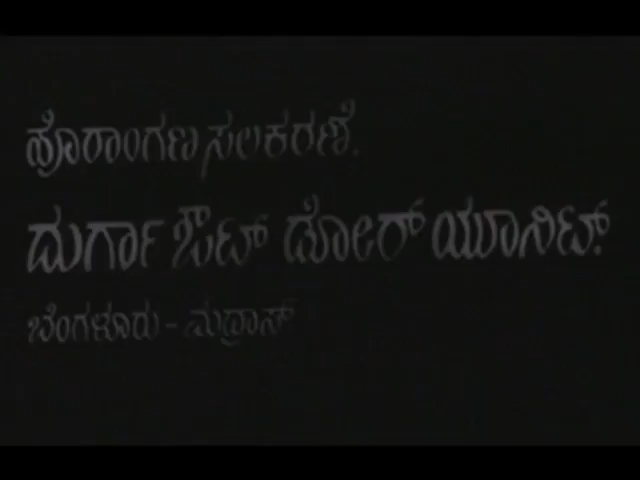 ಹೊರಾಂಗಣ ಸಲಕರಣೆ.
ದುರ್ಗಾ ಔಟ್ ಡೋರ್ ಯೂನಿಟ್.
ಬೆಂಗಳೂರು - ಮದ್ರಾಸ್